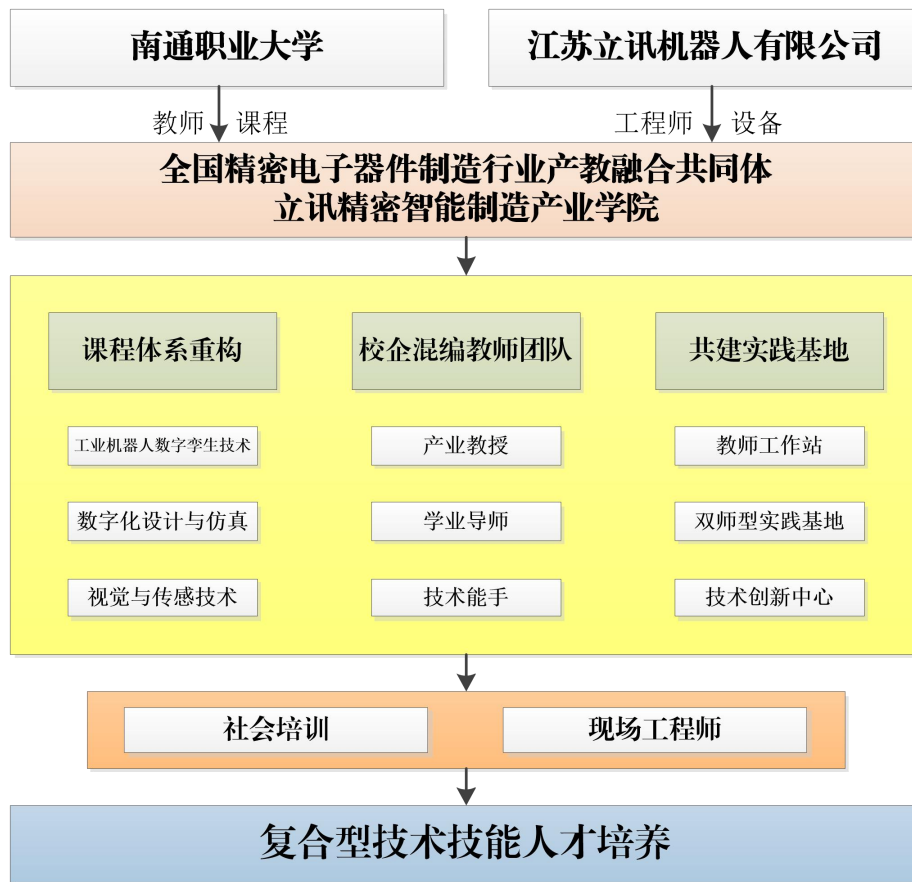 南通职业大学
江苏立讯机器人有限公司
教师 课程
工程师 设备
全国精密电子器件制造行业产教融合共同体
立讯精密智能制造产业学院
课程体系重构
校企混编教师团队
共建实践基地
工业机器人数字孪生技术
产业教授
教师工作站
数字化设计与仿真
学业导师
双师型实践基地
视觉与传感技术
技术能手
技术创新中心
社会培训
现场工程师
复合型技术技能人才培养